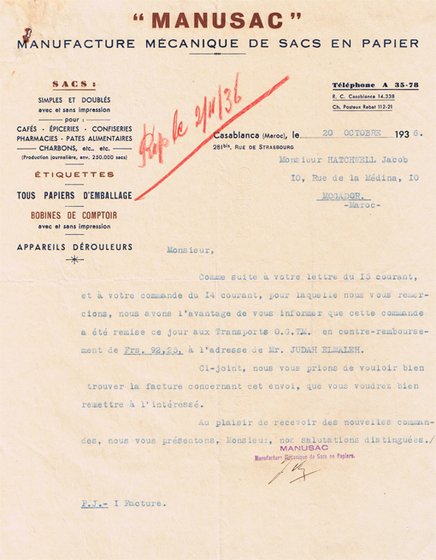 "MANUSAC"
MANUFACTURE MÉCANIQUE DE SACS EN PAPIER
SACS :
SIMPLES ET DOUBLÉS
avec et sans impression
pour :
CAFÉS - ÉPICERIES - CONFISERIES
PHARMACIES - PATES ALIMENTAIRES
CHARBONS, etc., etc.
(Production journalière, env. 250.000 sacs)
ÉTIQUETTES
TOUS PAPIERS D'EMBALLAGE
BOBINES DE COMPTOIR
avec et sans impression
APPAREILS DÉROULEURS
Rep le 2/11/36
Téléphone A 35-78
R. C. Casablanca 14.338
Ch. Postaux Rabat 112-21
Casablanca (Maroc), le 20 OCTOBRE 1936
281bis, RUE DE STRASBOURG
Monsieur HATCHWELL Jacob
10, Rue de la Médina, 10
MOGADOR.
-Maroc-
Monsieur,
Comme suite à votre lettre du 13 courant,
et à votre commande du 14 courant, pour laquelle nous vous remer-
cions, nous avons l'avantage de vous informer que cette commande
a été remise ce jour aux Transports O.G.TM. en contre-rembourse-
ment de Frs. 92,25, à l'adresse de Mr. JUDAH ELMALEH.
Ci-joint, nous vous prions de vouloir bien
trouver la facture concernant cet envoi, que vous voudrez bien
remettre à l'intéressé.
Au plaisir de recevoir des nouvelles comman-
des, nous vous présentons, Monsieur, nos salutations distinguées./
MANUSAC
Manufacture Mécanique de Sacs en Papiers.
P.J.- 1 Facture.